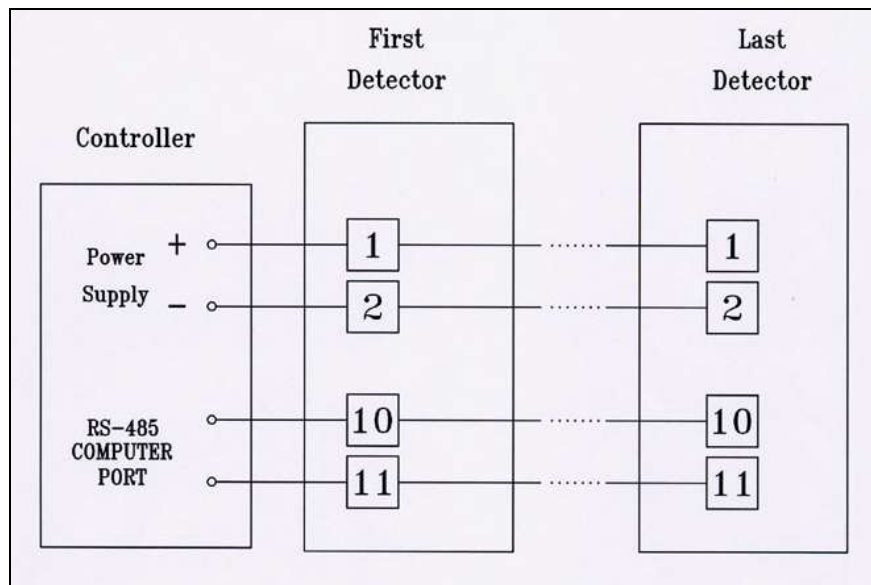 First
Detector
Last
Detector
Controller
Power
Supply
+
-
1
1
2
2
RS-485
COMPUTER
PORT
10
10
11
11